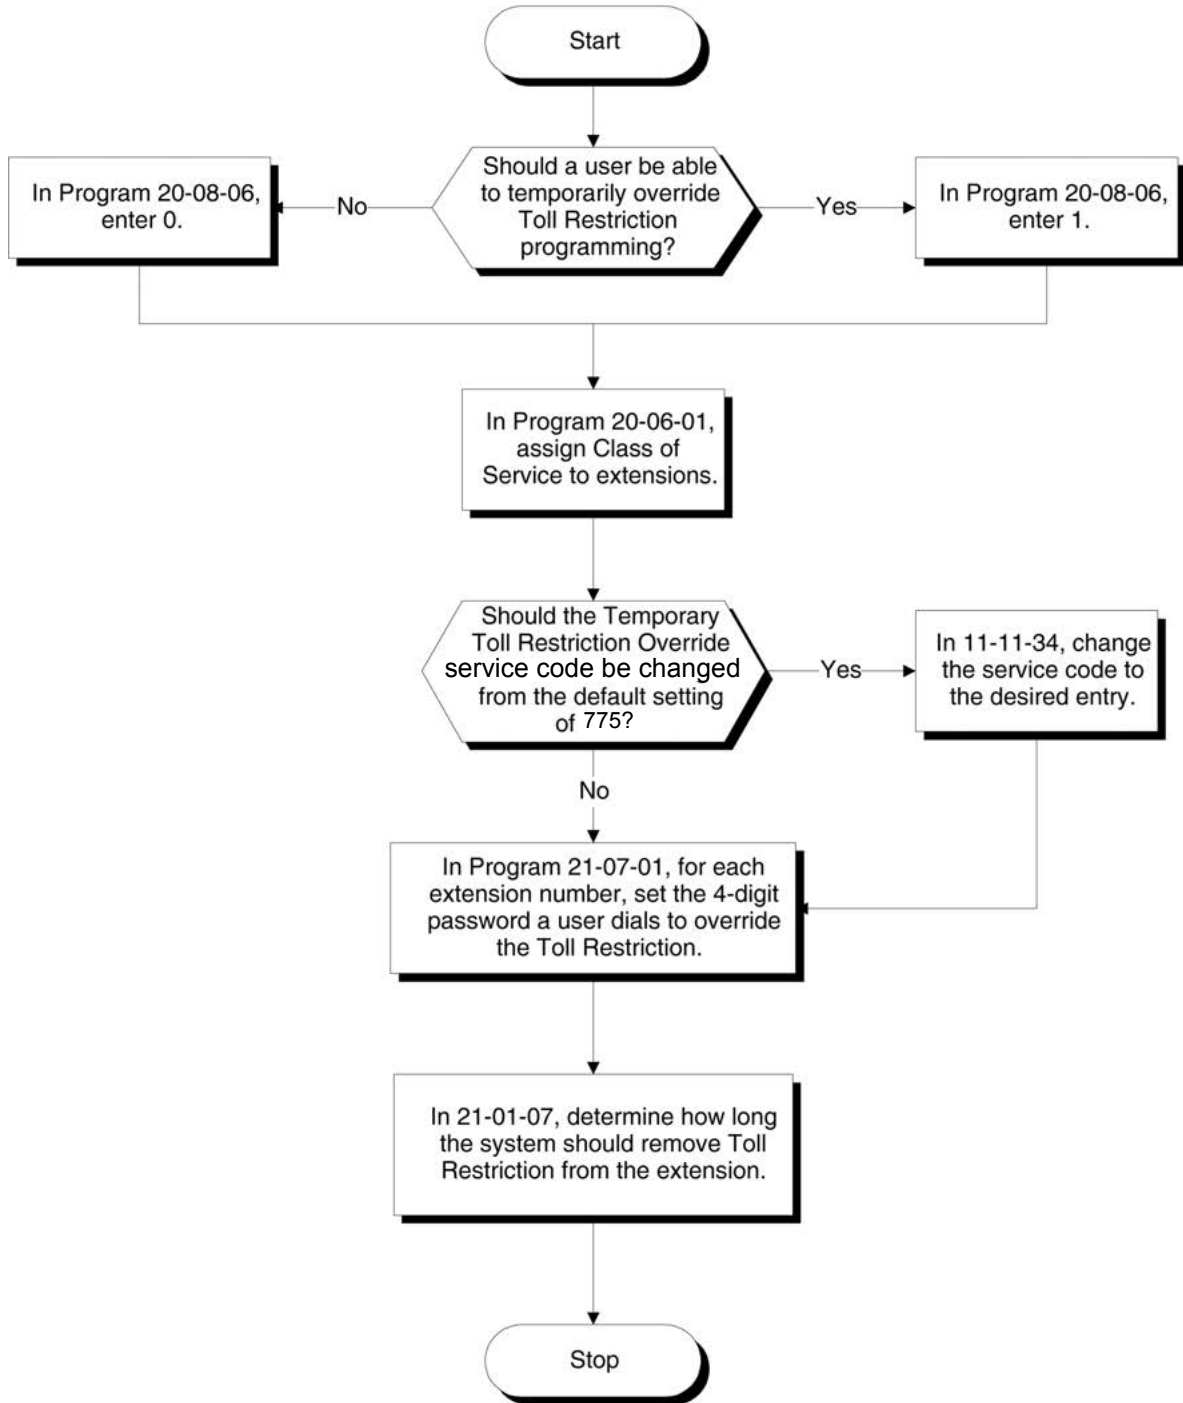 Start
Should a user be able
to temporarily override
Toll Restriction
programming?
No
Yes
In Program 20-08-06,
enter 0.
In Program 20-08-06,
enter 1.
In Program 20-06-01,
assign Class of
Service to extensions.
Should the Temporary
Toll Restriction Override
service code be changed
from the default setting
of 775?
Yes
In 11-11-34, change
the service code to
the desired entry.
No
In Program 21-07-01, for each
extension number, set the 4-digit
password a user dials to override
the Toll Restriction.
In 21-01-07, determine how long
the system should remove Toll
Restriction from the extension.
Stop